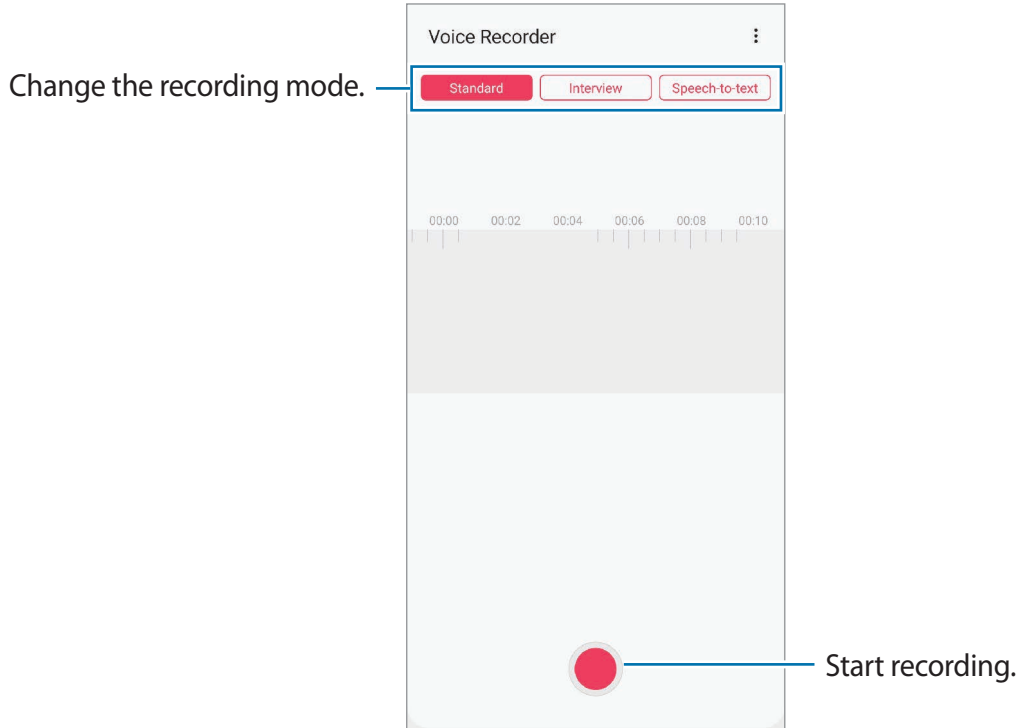 Voice Recorder
Change the recording mode.
Standard Interview Speech-to-text
00:00 00:02 00:04 00:06 00:08 00:10
Start recording.